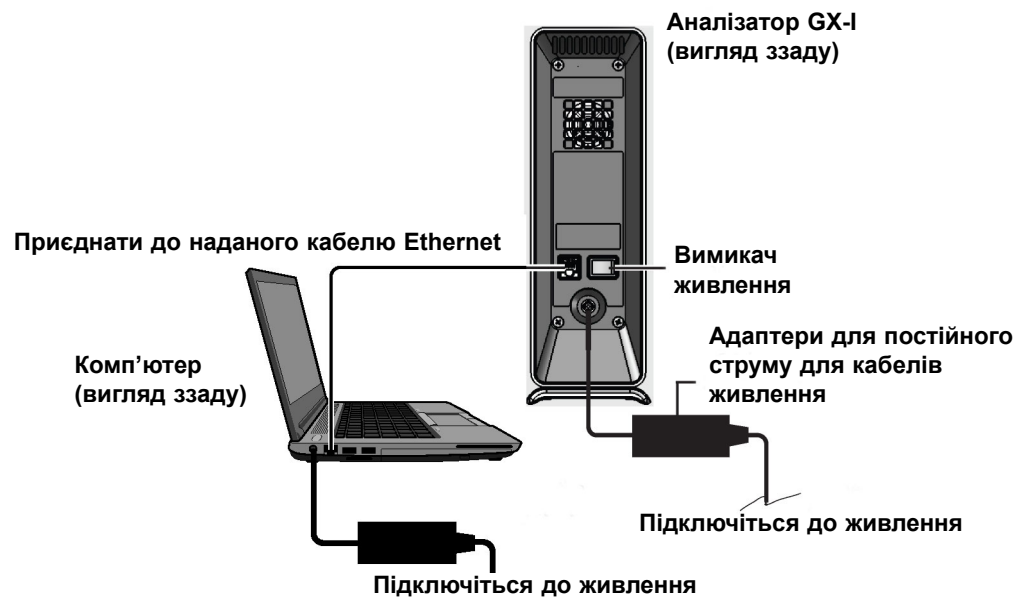 Аналізатор GX-I
(вигляд ззаду)
Приєднати до наданого кабелю Ethernet
Вимикач
живлення
Адаптери для постійного
струму для кабелів
живлення
Комп’ютер
(вигляд ззаду)
Підключіться до живлення
Підключіться до живлення